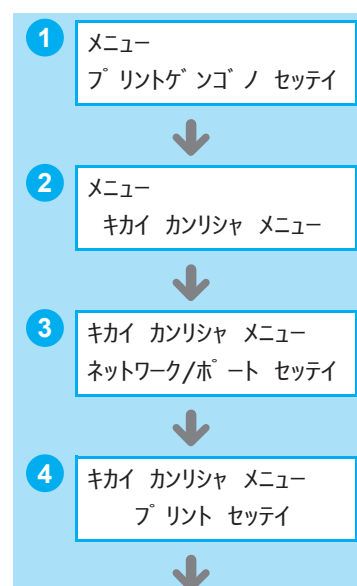 1
メニュー
プリントゲンゴノ セッテイ
2
メニュー
キカイ カンリシャ メニュー
3
キカイ カンリシャ メニュー
ネットワーク/ポート セッテイ
4
キカイ カンリシャ メニュー
プリント セッテイ